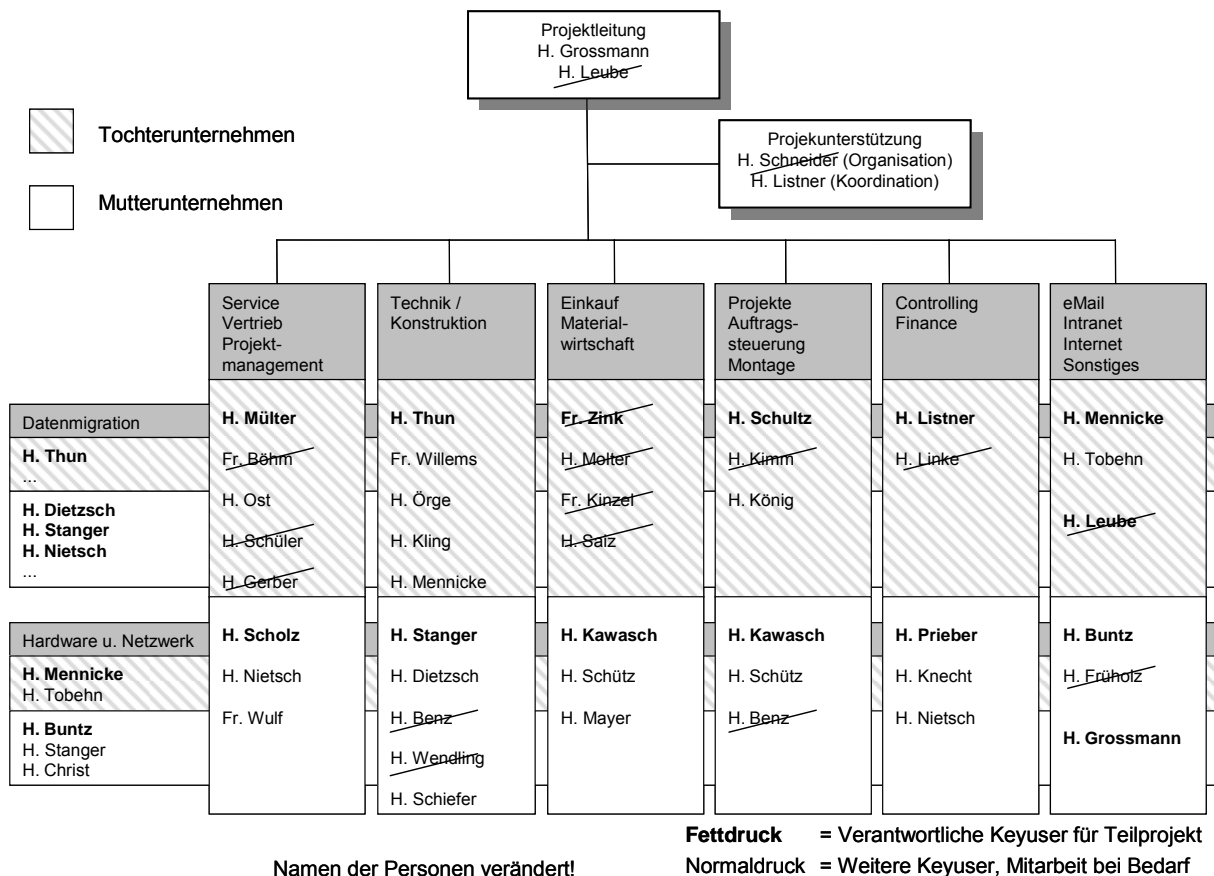 Projektleitung
H. Grossmann
H. Leube
Tochterunternehmen
Mutterunternehmen
Projekunterstützung
H. Schneider (Organisation)
H. Listner (Koordination)
Service
Vertrieb
Projekt-
management
Technik /
Konstruktion
Einkauf
Material-
wirtschaft
Projekte
Auftrags-
steuerung
Montage
Controlling
Finance
eMail
Intranet
Internet
Sonstiges
Datenmigration
H. Thun
...
H. Dietzsch
H. Stanger
H. Nietsch
...
H. Mülter
Fr. Böhm
H. Ost
H. Schüler
H. Gerber
H. Thun
Fr. Willems
H. Örge
H. Kling
H. Mennicke
Fr. Zink
H. Molter
Fr. Kinzel
H. Salz
H. Schultz
H. Kimm
H. König
H. Listner
H. Linke
H. Mennicke
H. Tobehn
H. Leube
Hardware u. Netzwerk
H. Mennicke
H. Tobehn
H. Buntz
H. Stanger
H. Christ
H. Scholz
H. Nietsch
Fr. Wulf
H. Stanger
H. Dietzsch
H. Benz
H. Wendling
H. Schiefer
H. Kawasch
H. Schütz
H. Mayer
H. Kawasch
H. Schütz
H. Benz
H. Prieber
H. Knecht
H. Nietsch
H. Buntz
H. Früholz
H. Grossmann
Fettdruck = Verantwortliche Keyuser für Teilprojekt
Namen der Personen verändert!
Normaldruck = Weitere Keyuser, Mitarbeit bei Bedarf